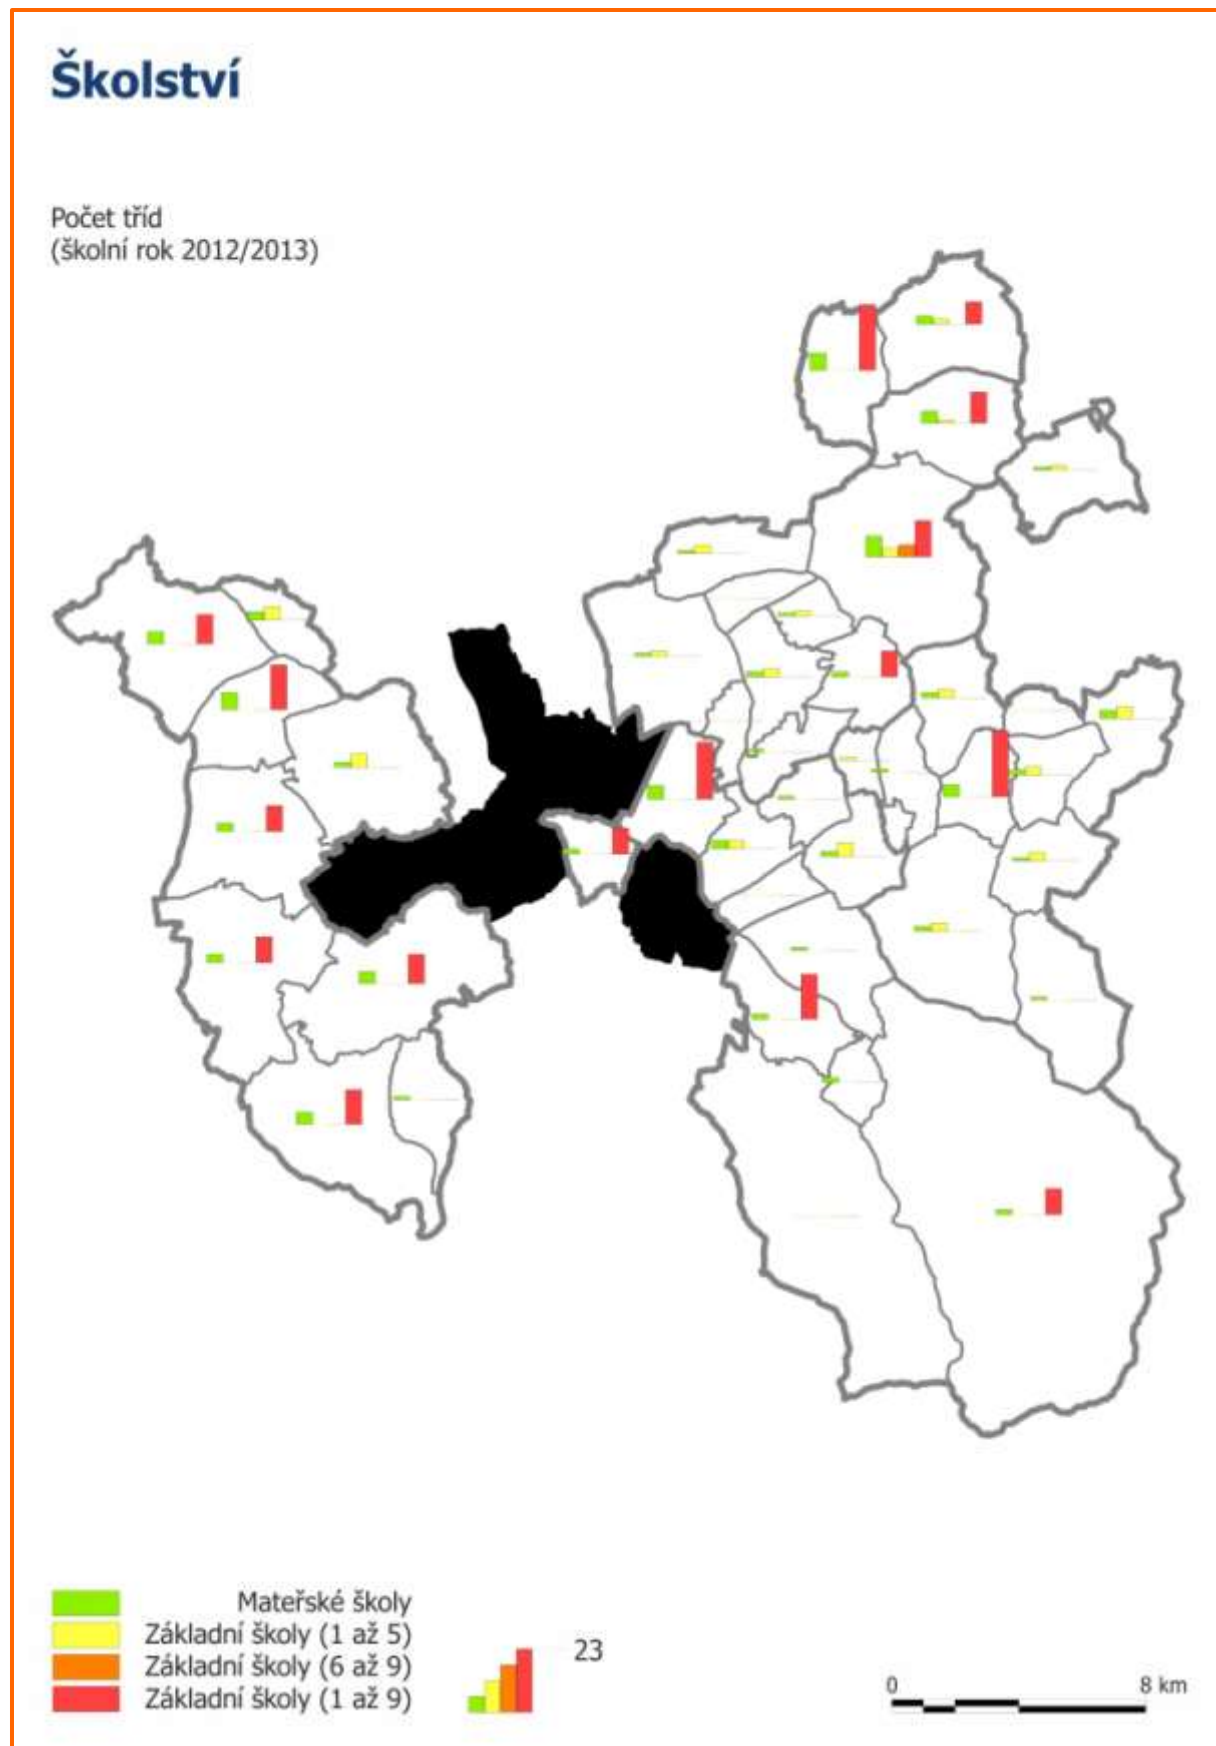 Školství
Počet tříd
(školní rok 2012/2013)
Mateřské školy
Základní školy (1 až 5)
Základní školy (6 až 9)
Základní školy (1 až 9)
23
0 8 km